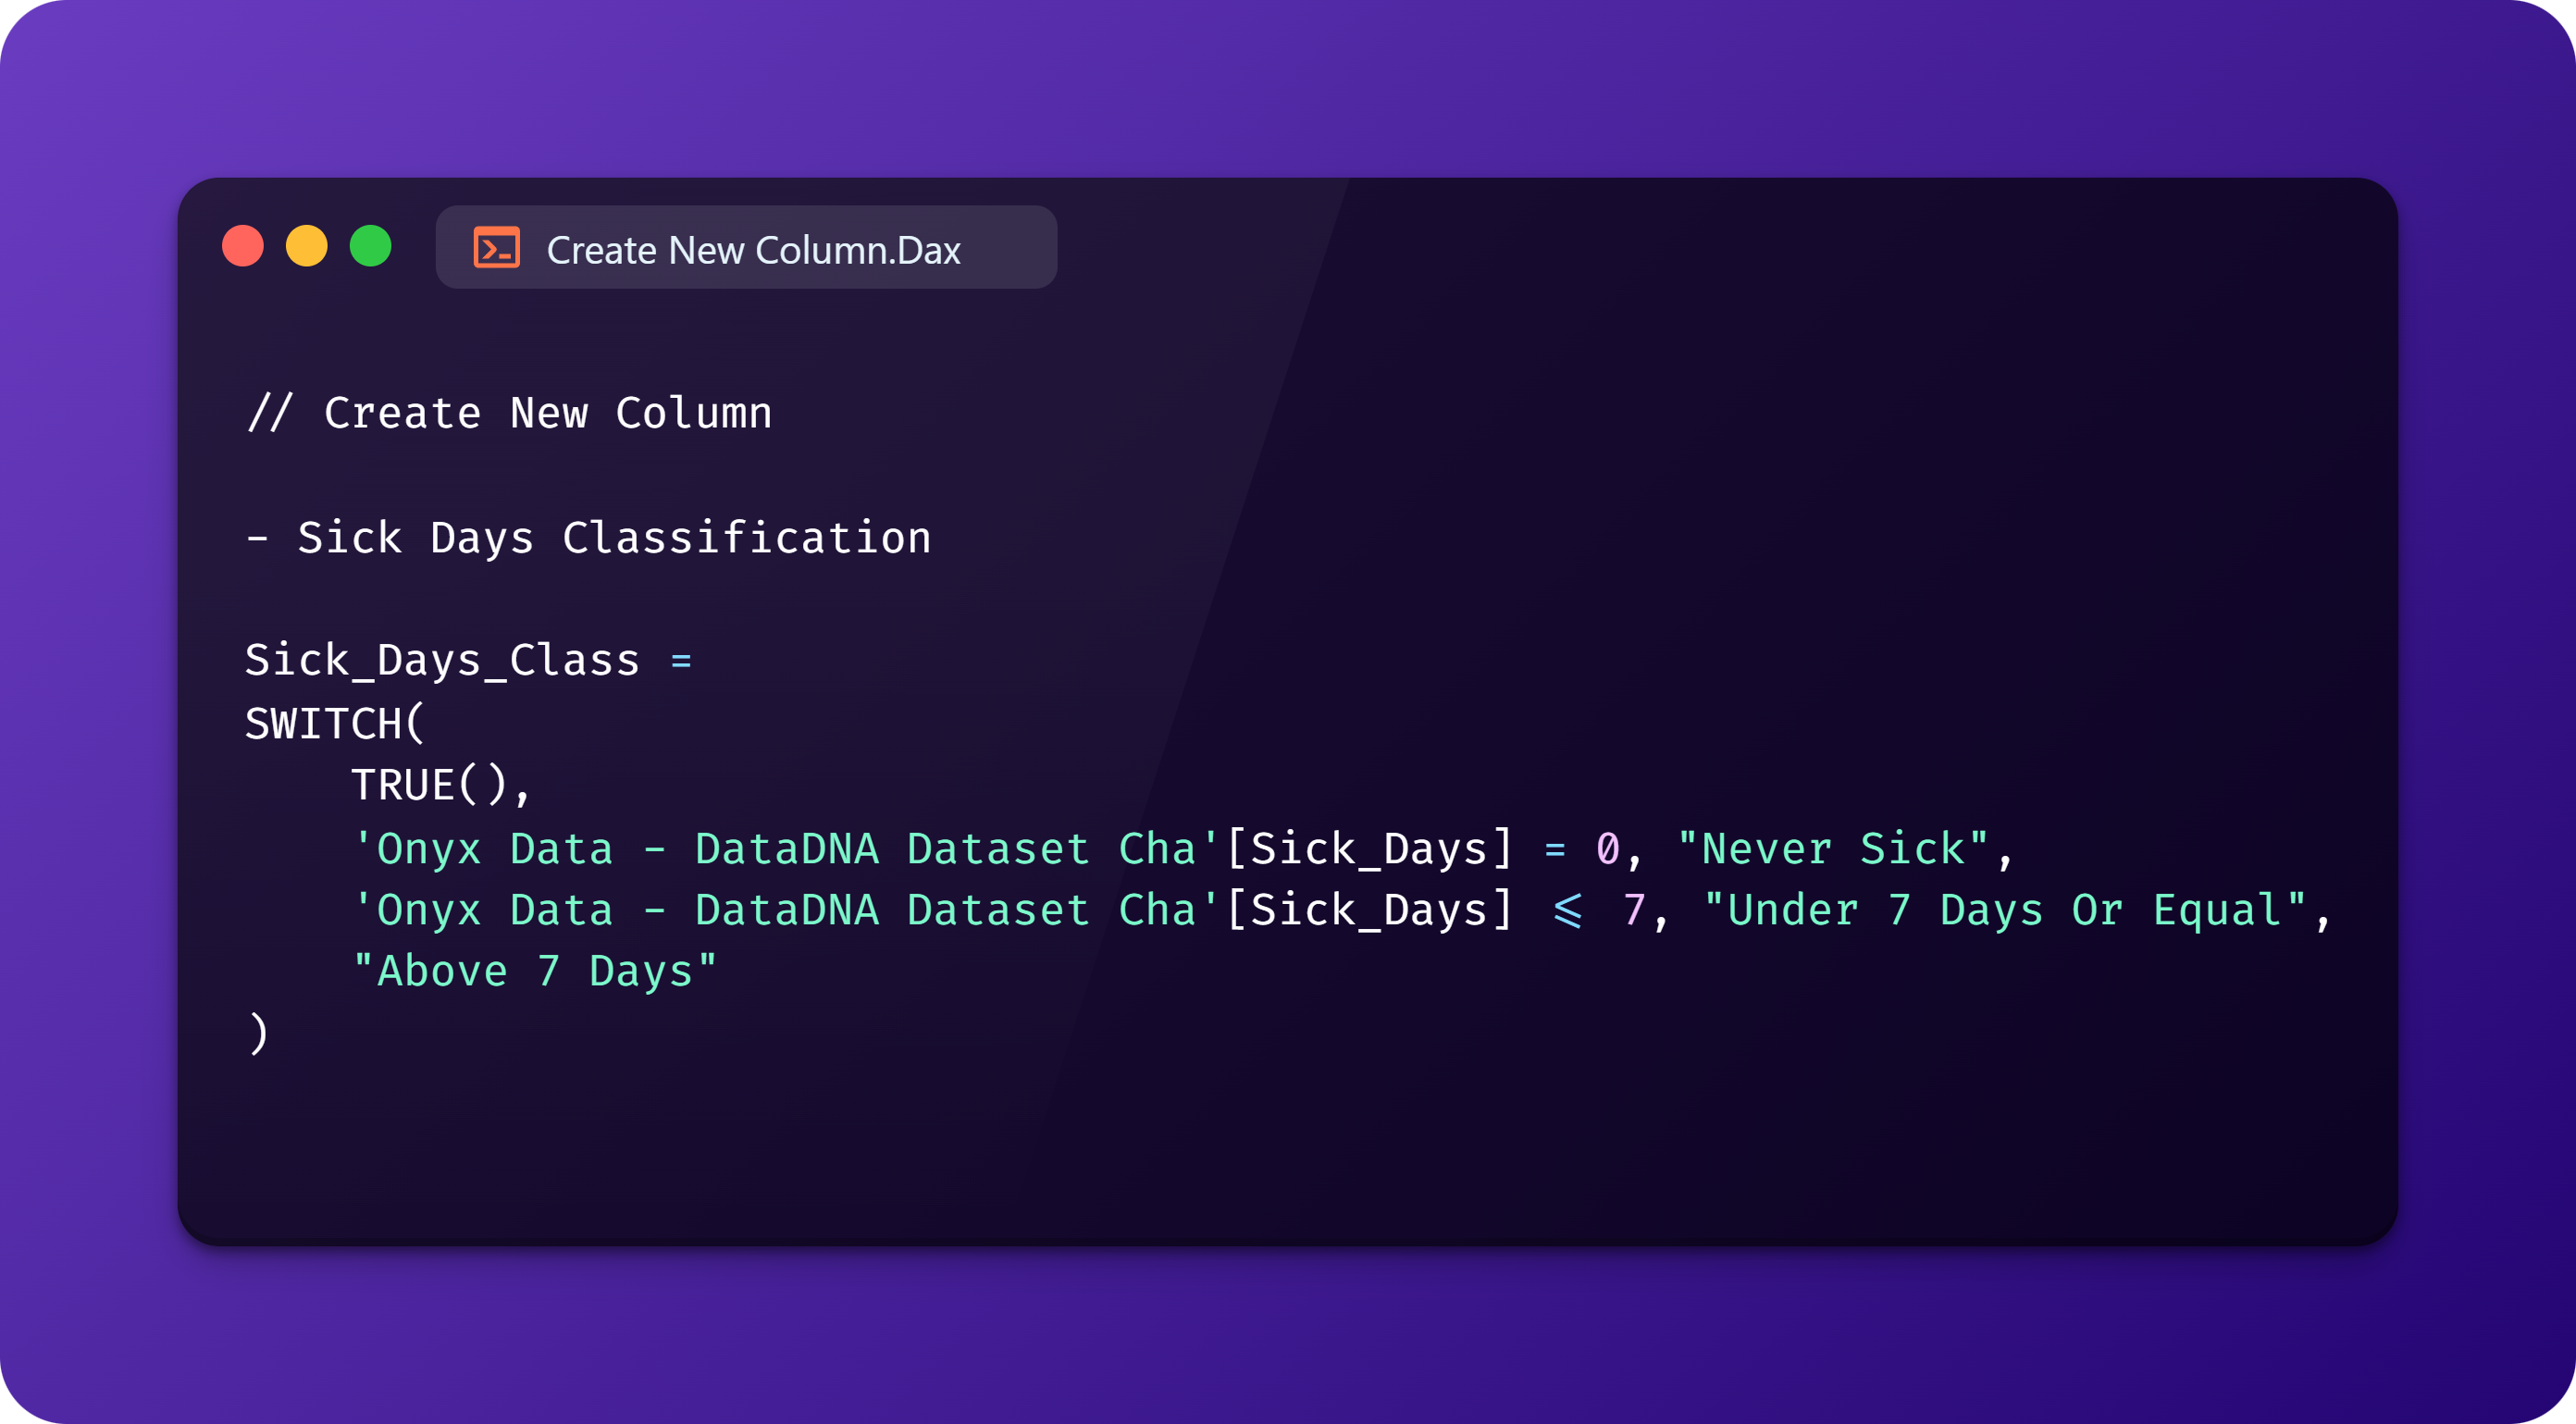 Create New Column.Dax
// Create New Column
- Sick Days Classification
Sick_Days_Class =
SWITCH(
    TRUE(),
    'Onyx Data - DataDNA Dataset Cha'[Sick_Days] = 0, "Never Sick",
    'Onyx Data - DataDNA Dataset Cha'[Sick_Days] <= 7, "Under 7 Days Or Equal",
    "Above 7 Days"
)